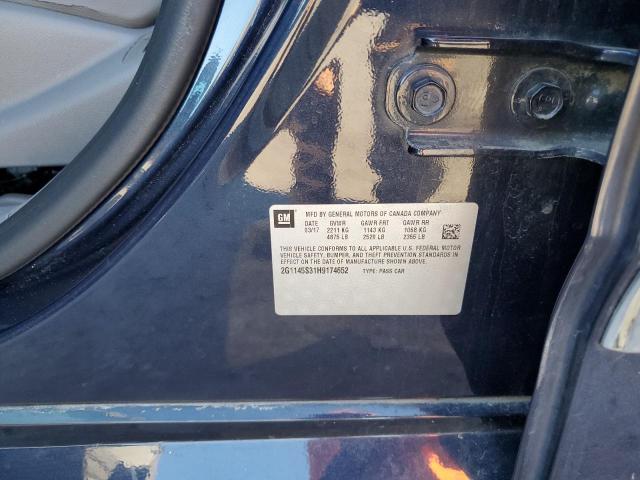 GM
MFD BY GENERAL MOTORS OF CANADA COMPANY
DATE GVWR GAWR FRT GAWR RR
03/17 2211 KG 1143 KG 1068 KG
4875 LB 2520 LB 2355 LB
THIS VEHICLE CONFORMS TO ALL APPLICABLE U.S. FEDERAL MOTOR
VEHICLE SAFETY, BUMPER, AND THEFT PREVENTION STANDARDS IN
EFFECT ON THE DATE OF MANUFACTURE SHOWN ABOVE.
2G1145S31H9174652 TYPE: PASS CAR